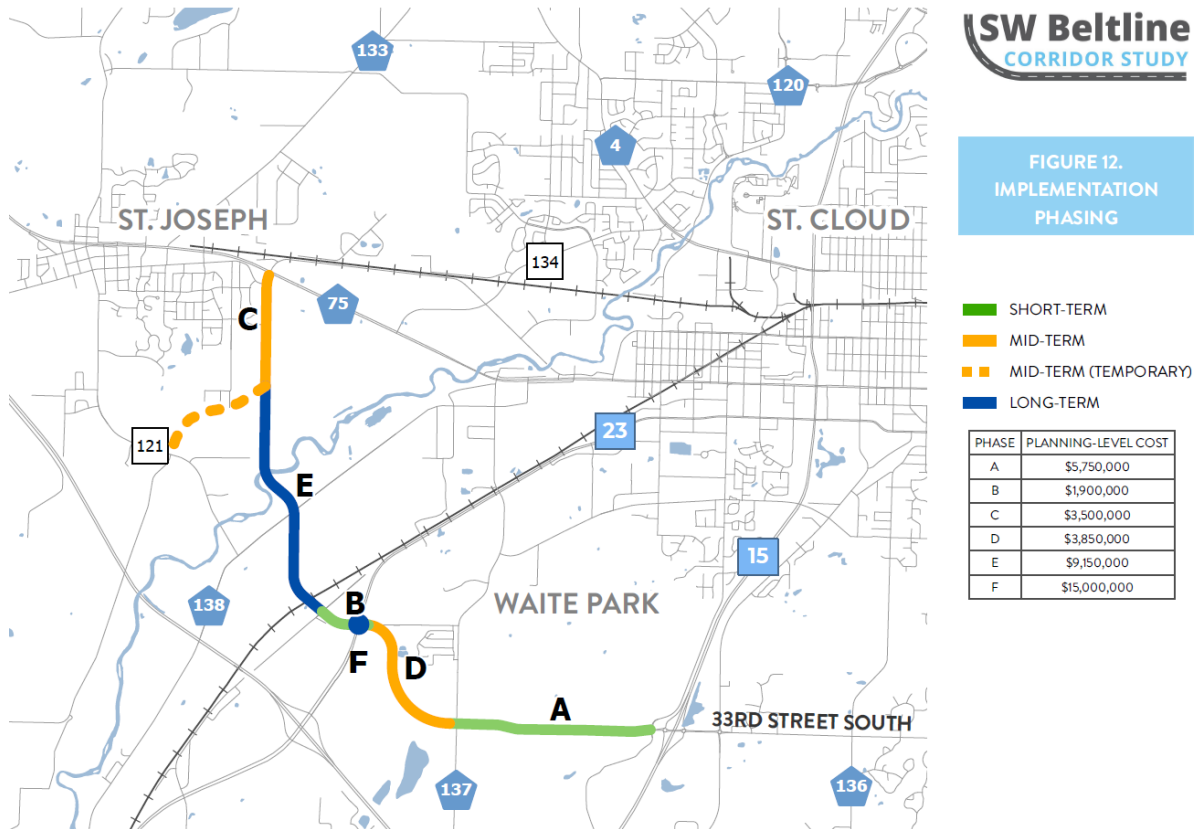 SW Beltline
CORRIDOR STUDY
133
120
4
FIGURE 12.
IMPLEMENTATION
PHASING
ST. JOSEPH
ST. CLOUD
134
75
C
SHORT-TERM
MID-TERM
MID-TERM (TEMPORARY)
LONG-TERM
23
121
PHASE PLANNING-LEVEL COST
A $5,750,000
B $1,900,000
C $3,500,000
D $3,850,000
E $9,150,000
F $15,000,000
E
15
138
B
WAITE PARK
F
D
A
33RD STREET SOUTH
137
136